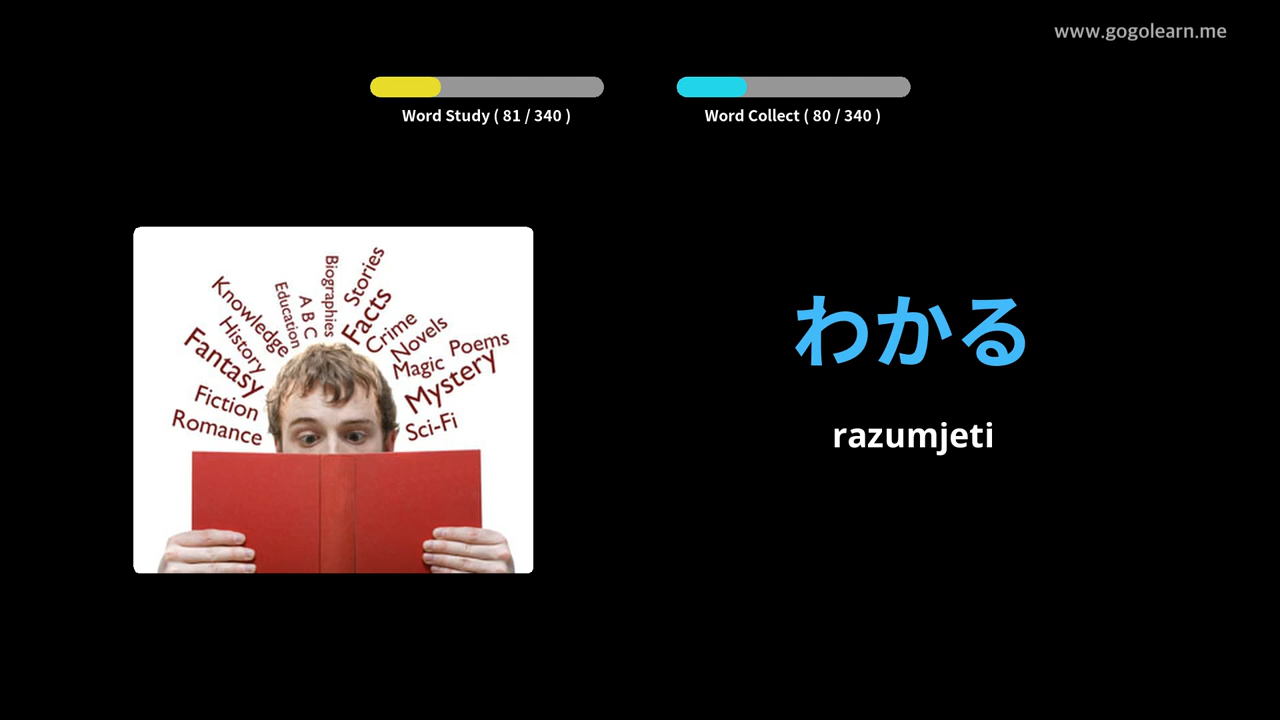 www.gogolearn.me
Word Study ( 81 / 340 )
Word Collect ( 80 / 340 )
Biographies
Stories
Education
A B C
Facts
Knowledge
Crime
History
Novels
Fantasy
Magic
Poems
Mystery
Fiction
Romance
Sci-Fi
わかる
razumjeti